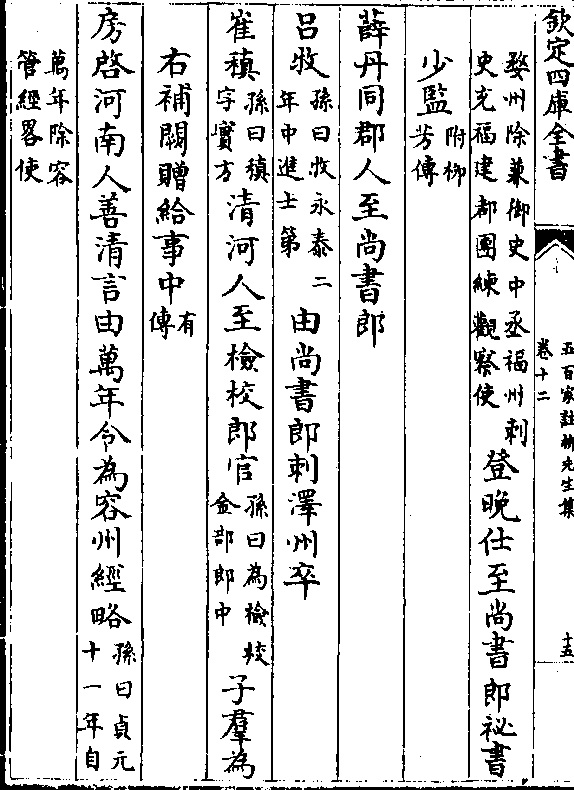 欽定四庫全書
五百家註柳先生集
卷十二
十五
婺州除兼御史中丞福州刺
史充福建都團練觀察使
登晚仕至尚書郎祕書
少監
附柳
芳傳
薛丹同郡人至尚書郎
呂牧
孫曰牧永泰二
年中進士第
由尚書郎刺澤州卒
崔稹
孫曰稹
字實方
清河人至檢校郎官
孫曰為檢校
金部郎中
子羣為
右補闕贈給事中
有
傳
房啓河南人善清言由萬年令為容州經略
孫曰貞元
十一年自
萬年除容
管經畧使